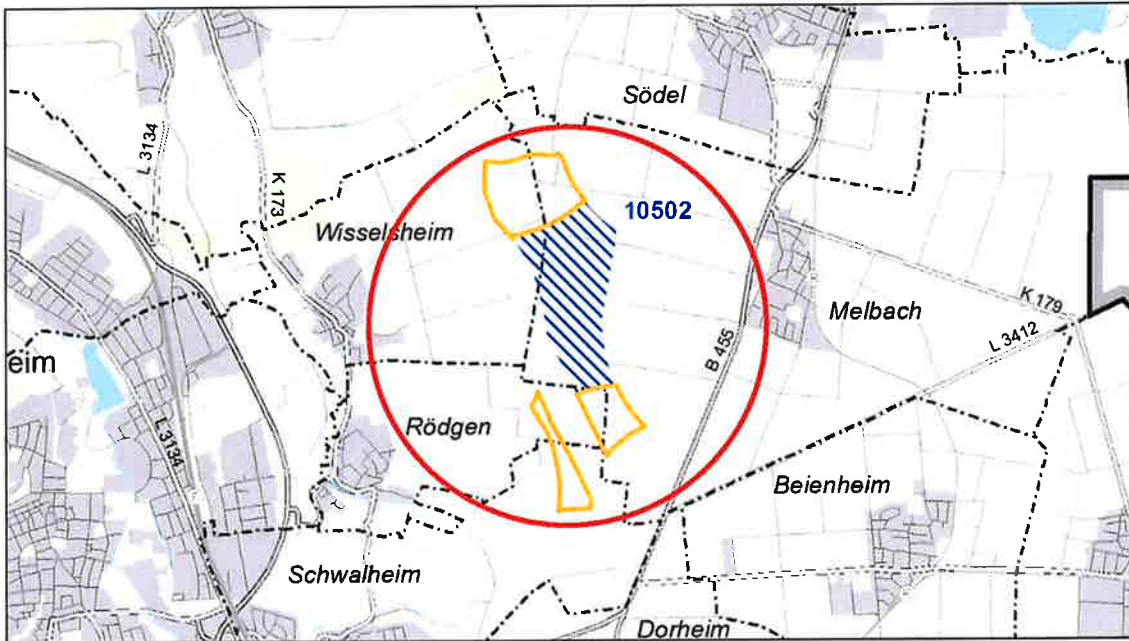 Södel
L 3134
K 173
10502
Wisselsheim
Melbach
K 179
L 3412
B 455
eim
Rödgen
L 3134
Beienheim
Schwalheim
Dorheim